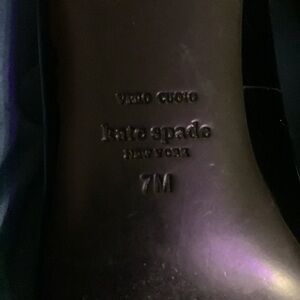 VERO CUOIO
kate spade
NEW YORK
7M